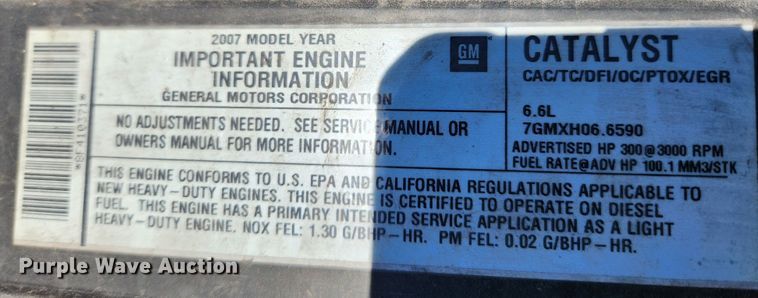 2007 MODEL YEAR
IMPORTANT ENGINE
INFORMATION
GENERAL MOTORS CORPORATION
GM
CATALYST
CAC/TC/DFI/OC/PTOX/EGR
NO ADJUSTMENTS NEEDED. SEE SERVICE MANUAL OR
OWNERS MANUAL FOR MORE INFORMATION.
6.6L
7GMXH06.6590
ADVERTISED HP 300@3000 RPM
FUEL RATE@ADV HP 100.1 MM3/STK
THIS ENGINE CONFORMS TO U.S. EPA AND CALIFORNIA REGULATIONS APPLICABLE TO
NEW HEAVY-DUTY ENGINES. THIS ENGINE IS CERTIFIED TO OPERATE ON DIESEL
FUEL. THIS ENGINE HAS A PRIMARY INTENDED SERVICE APPLICATION AS A LIGHT
HEAVY-DUTY ENGINE. NOX FEL: 1.30 G/BHP-HR. PM FEL: 0.02 G/BHP-HR.
Purple Wave Auction